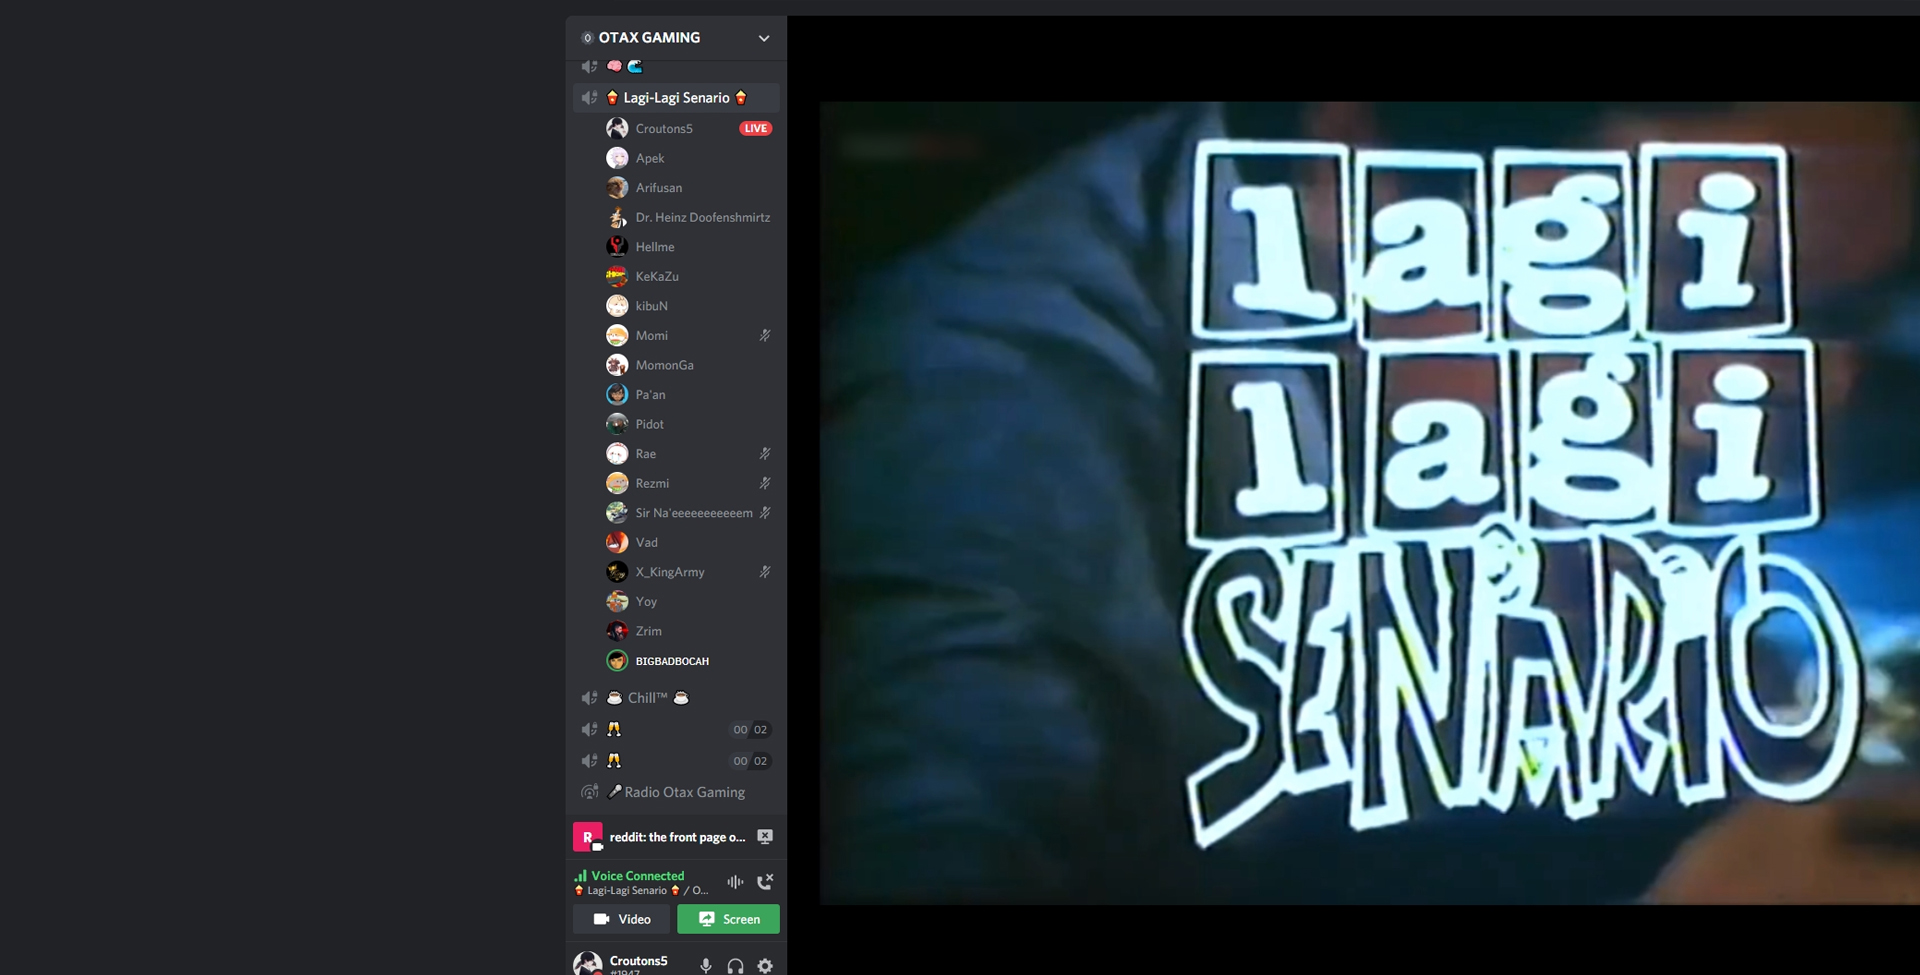 OTAX GAMING
Lagi-Lagi Senario
Croutons5 LIVE
Apek
Arifusan
Dr. Heinz Doofenshmirtz
Hellme
KeKaZu
kibuN
Momi
MomonGa
Pa'an
Pidot
Rae
Rezmi
Sir Na'eeeeeeeeeeem
Vad
X_KingArmy
Yoy
Zrim
BIGBADBOCAH
Chill™
00 02
00 02
Radio Otax Gaming
R reddit: the front page o...
Voice Connected
Lagi-Lagi Senario / O...
Video Screen
Croutons5
#1947
lagi
lagi
SENARIO